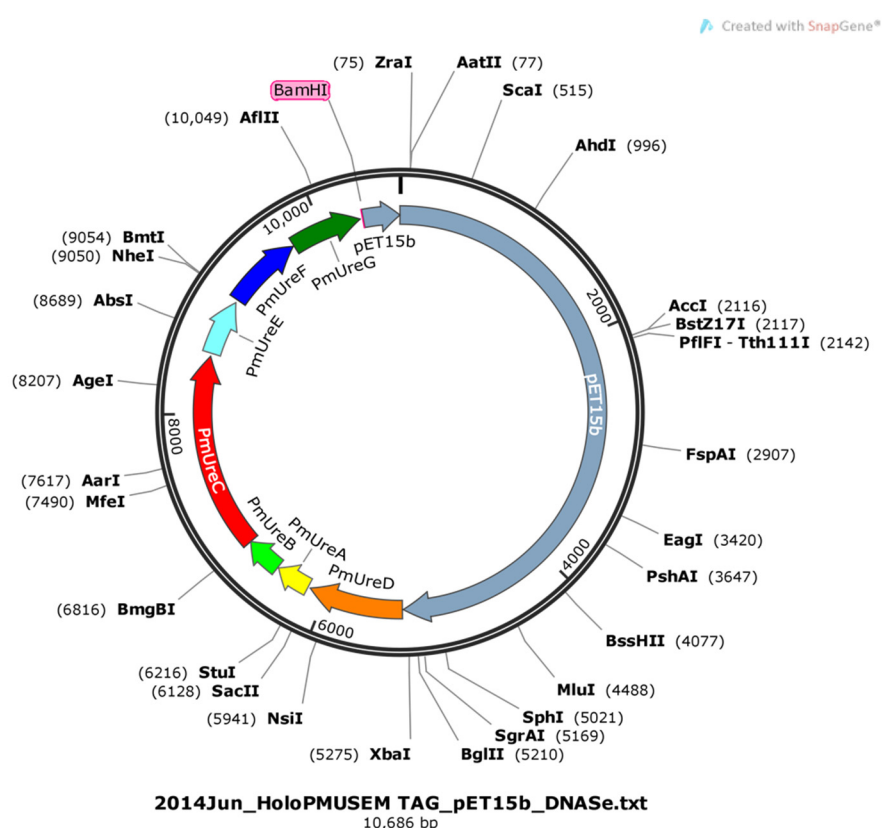 Created with SnapGene®
(75) ZraI
AatII (77)
BamHI
ScaI (515)
(10,049) AflII
AhdI (996)
10,000
pET15b
(9054) BmtI
(9050) NheI
PmUreG
PmUreF
(8689) AbsI
2000
AccI (2116)
BstZ17I (2117)
PflFI - Tth111I (2142)
PmUreE
(8207) AgeI
pET15b
8000
PmUreC
FspAI (2907)
(7617) AarI
(7490) MfeI
PmUreB
PmUreA
EagI (3420)
4000
PmUreD
PshAI (3647)
(6816) BmgBI
6000
BssHII (4077)
(6216) StuI
(6128) SacII
MluI (4488)
(5941) NsiI
SphI (5021)
SgrAI (5169)
(5275) XbaI
BglII (5210)
2014Jun_HoloPMUSEM TAG_pET15b_DNASe.txt
10,686 bp